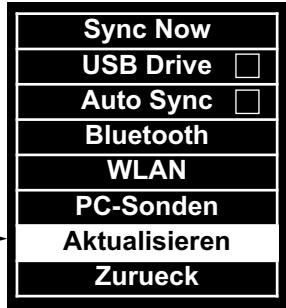 Sync Now
USB Drive
Auto Sync
Bluetooth
WLAN
PC-Sonden
Aktualisieren
Zurueck